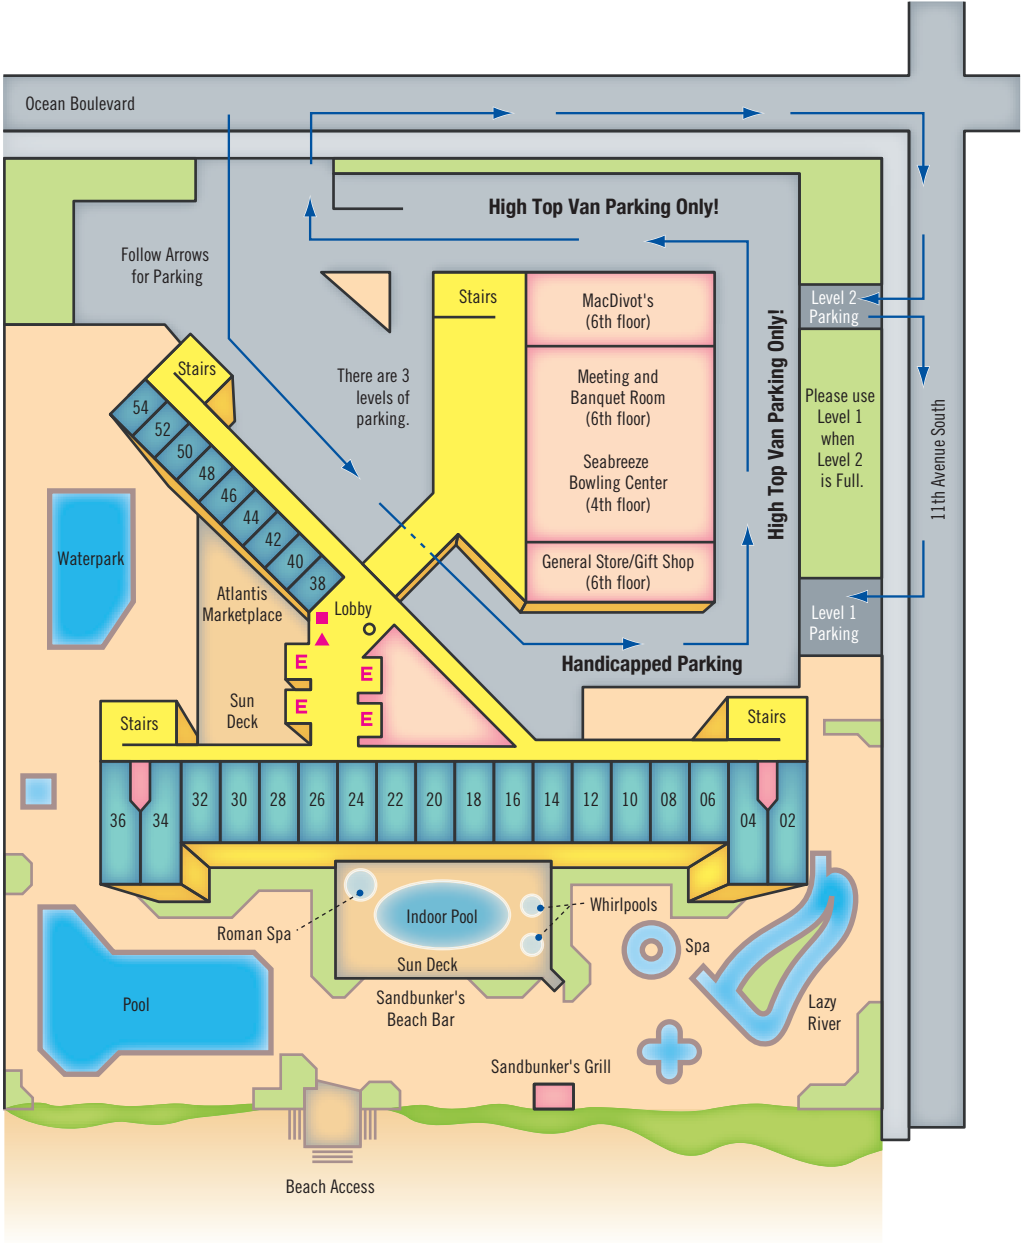 Ocean Boulevard
High Top Van Parking Only!
Follow Arrows
for Parking
Stairs
MacDivot's
(6th floor)
Level 2
Parking
High Top Van Parking Only!
There are 3
levels of
parking.
Stairs
Meeting and
Banquet Room
(6th floor)
Seabreeze
Bowling Center
(4th floor)
Please use
Level 1
when
Level 2
is Full.
11th Avenue South
54
52
50
48
46
44
42
40
38
Waterpark
General Store/Gift Shop
(6th floor)
Atlantis
Marketplace
Lobby
Level 1
Parking
Handicapped Parking
E
E
E
E
Sun
Deck
Stairs
Stairs
36
34
32
30
28
26
24
22
20
18
16
14
12
10
08
06
04
02
Roman Spa
Indoor Pool
Whirlpools
Sun Deck
Spa
Pool
Sandbunker's
Beach Bar
Lazy
River
Sandbunker's Grill
Beach Access